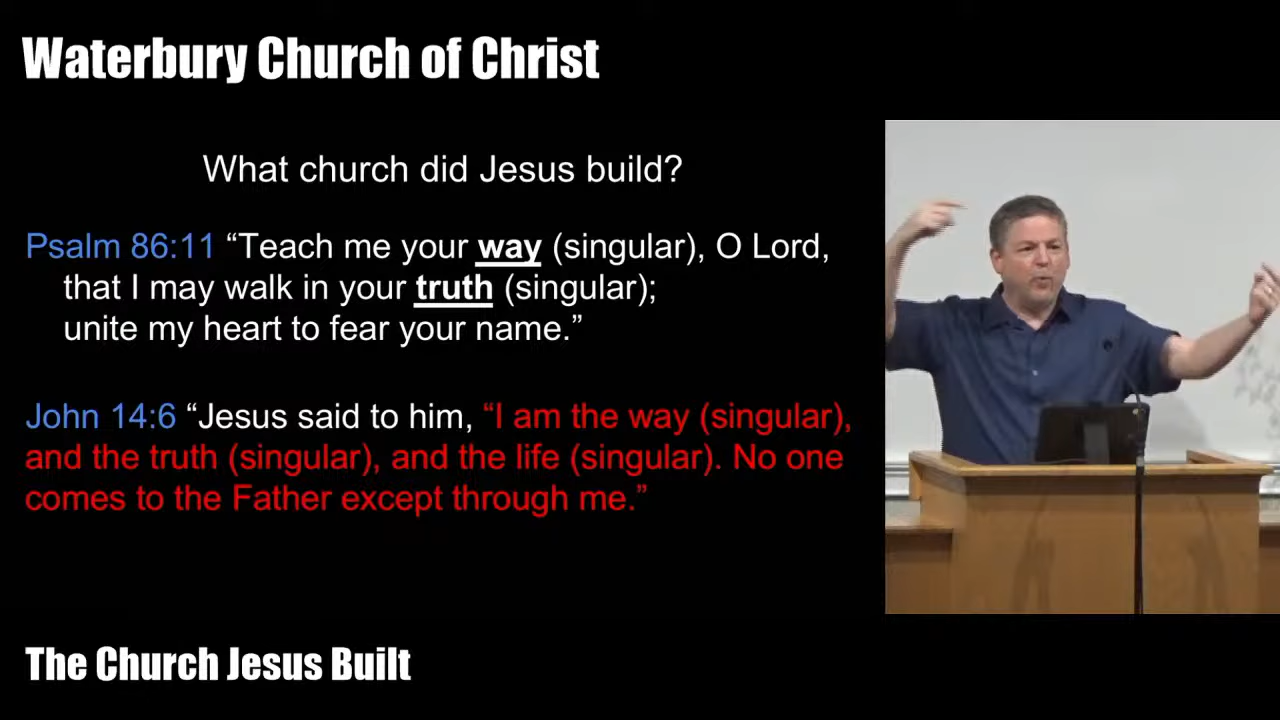 Waterbury Church of Christ
What church did Jesus build?
Psalm 86:11 “Teach me your way (singular), O Lord,
that I may walk in your truth (singular);
unite my heart to fear your name.”
John 14:6 “Jesus said to him, “I am the way (singular),
and the truth (singular), and the life (singular). No one
comes to the Father except through me.”
The Church Jesus Built